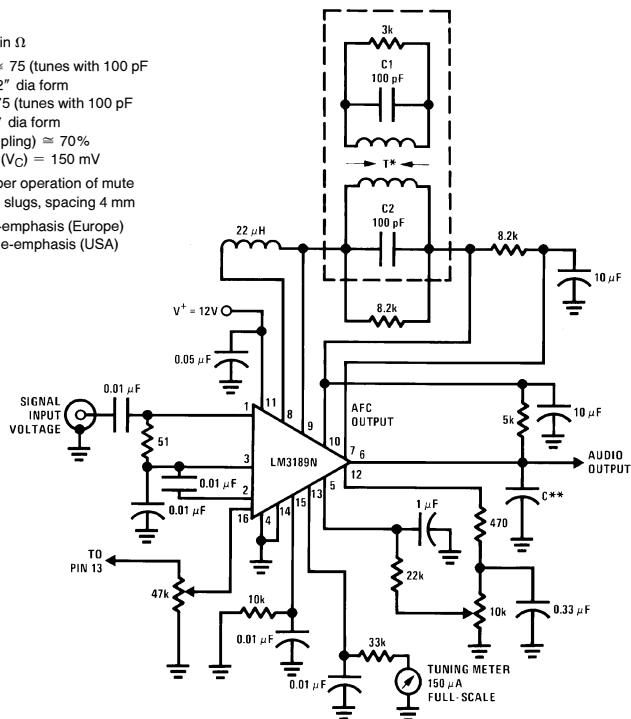 in Ω
≅ 75 (tunes with 100 pF
2″ dia form
75 (tunes with 100 pF
″ dia form
pling) ≅ 70%
(VC) = 150 mV
per operation of mute
slugs, spacing 4 mm
-emphasis (Europe)
e-emphasis (USA)
3k
C1
100 pF
T*
C2
100 pF
22 μH
8.2k
10 μF
8.2k
V+ = 12V
0.05 μF
SIGNAL
INPUT
VOLTAGE
0.01 μF
51
0.01 μF
0.01 μF
1
11
8
9
10
7
6
12
5
13
15
14
4
16
2
3
LM3189N
AFC
OUTPUT
5k
10 μF
AUDIO
OUTPUT
C**
1 μF
470
22k
10k
0.33 μF
TO
PIN 13
47k
10k
0.01 μF
33k
0.01 μF
TUNING METER
150 μA
FULL-SCALE